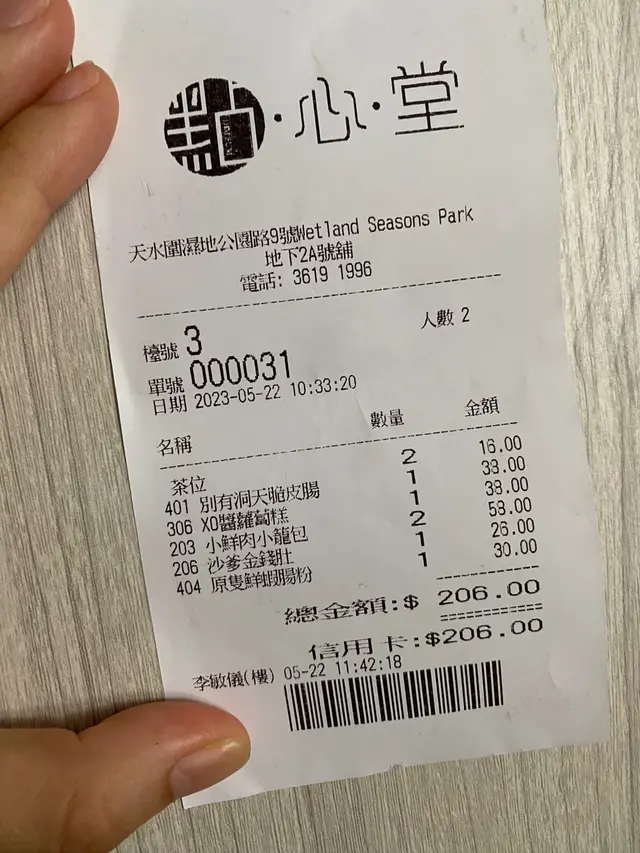 點·心·堂
天水圍濕地公園路9號Wetland Seasons Park
地下2A號舖
電話: 3619 1996
檯號 3 人數 2
單號 000031
日期 2023-05-22 10:33:20
名稱 數量 金額
茶位 2 16.00
401 別有洞天脆皮腸 1 38.00
306 XO醬蘿蔔糕 1 38.00
203 小鮮肉小籠包 2 58.00
206 沙爹金錢肚 1 26.00
404 原隻鮮蝦腸粉 1 30.00
總金額:$ 206.00
信用卡:$206.00
李敏儀(樓) 05-22 11:42:18